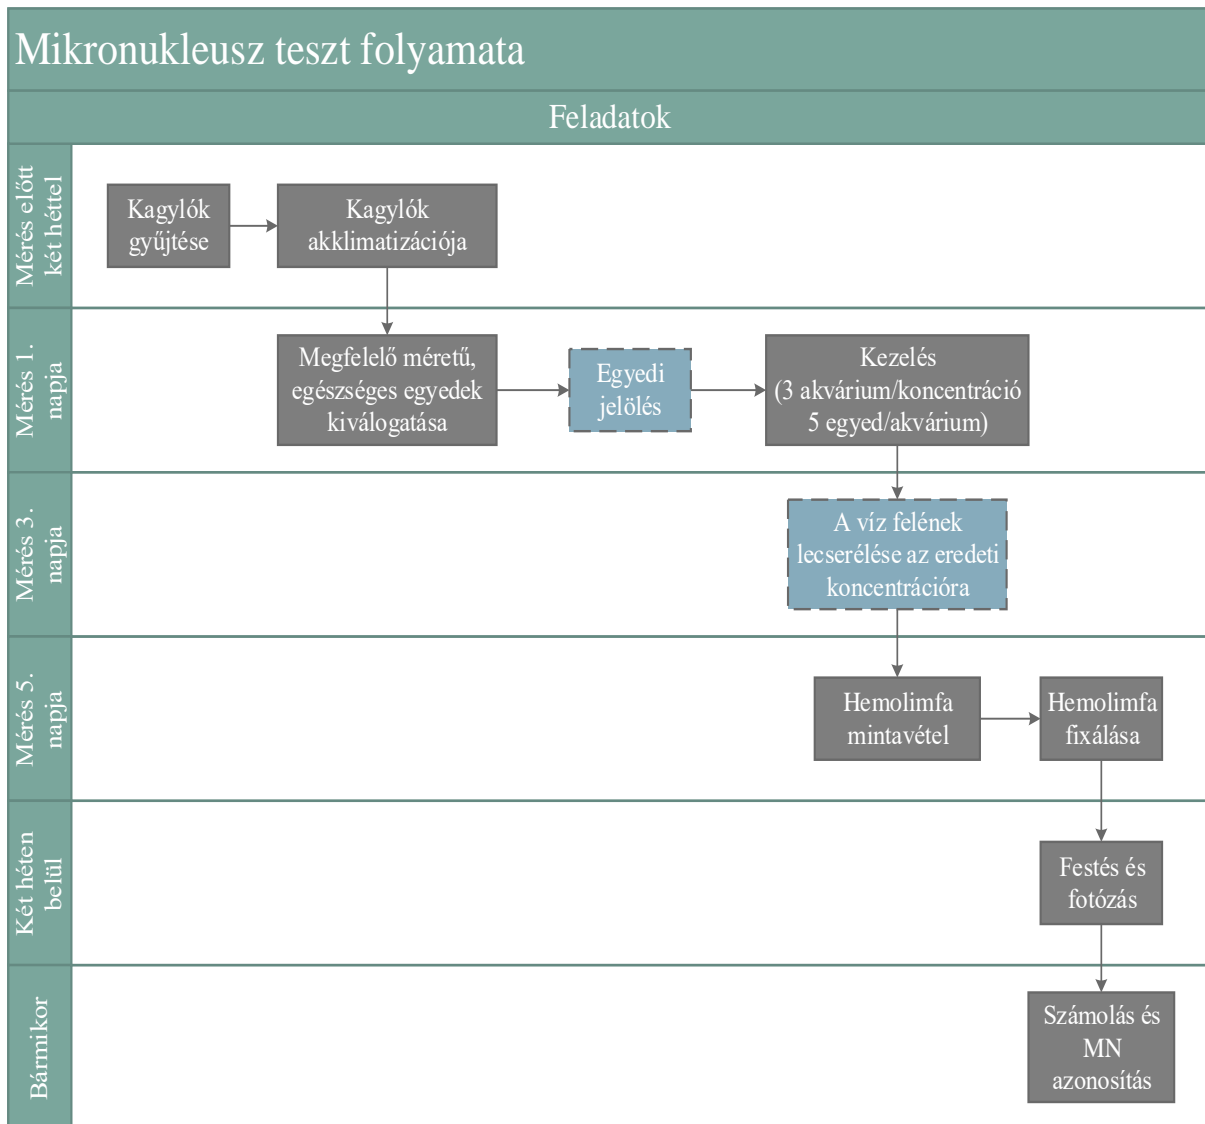 Mikronukleusz teszt folyamata
Feladatok
Mérés előtt
két héttel
Kagylók
gyűjtése
Kagylók
akklimatizációja
Mérés 1.
napja
Megfelelő méretű,
egészséges egyedek
kiválogatása
Egyedi
jelölés
Kezelés
(3 akvárium/koncentráció
5 egyed/akvárium)
Mérés 3.
napja
A víz felének
lecserélése az eredeti
koncentrációra
Mérés 5.
napja
Hemolimfa
mintavétel
Hemolimfa
fixálása
Két héten
belül
Festés és
fotózás
Bármikor
Számolás és
MN
azonosítás